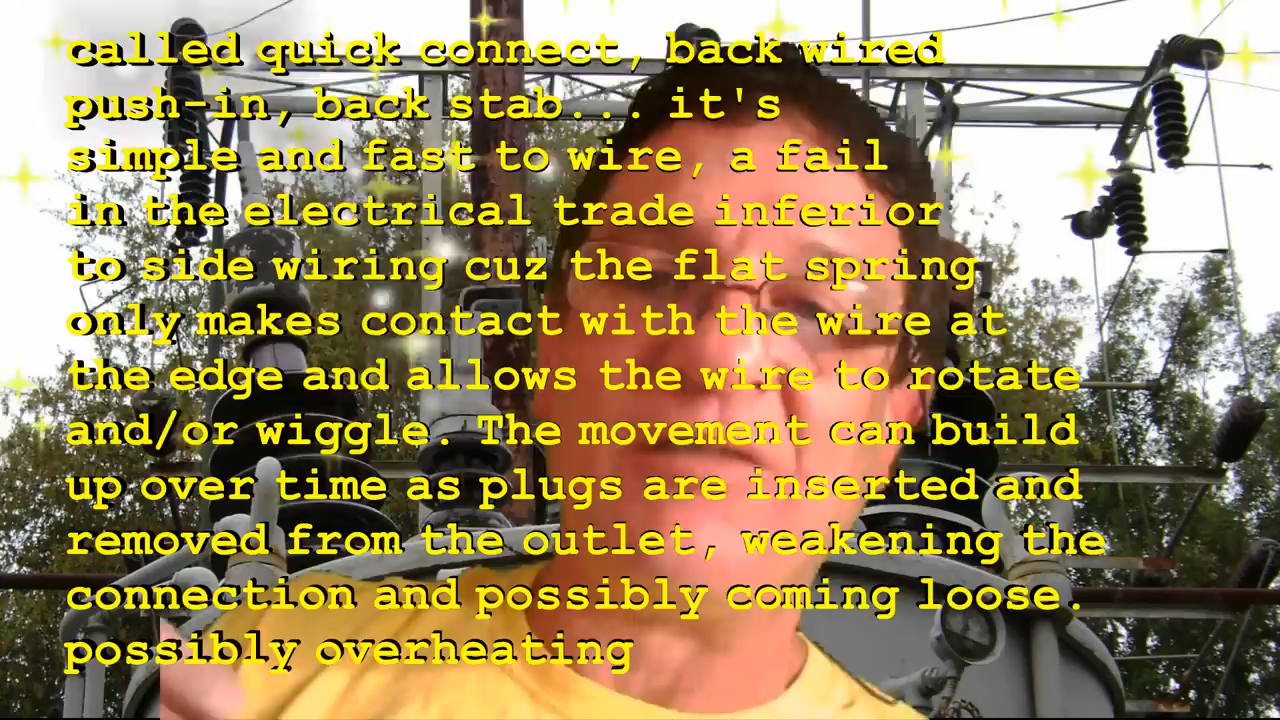 called quick connect, back wired
push-in, back stab... it's
simple and fast to wire, a fail
in the electrical trade inferior
to side wiring cuz the flat spring
only makes contact with the wire at
the edge and allows the wire to rotate
and/or wiggle. The movement can build
up over time as plugs are inserted and
removed from the outlet, weakening the
connection and possibly coming loose.
possibly overheating